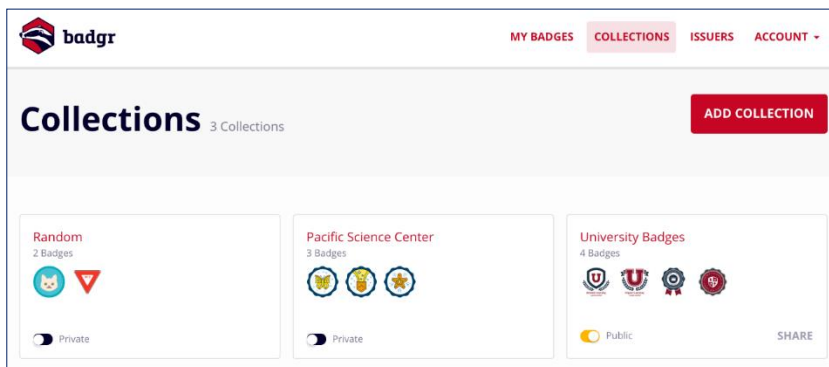 badgr
MY BADGES COLLECTIONS ISSUERS ACCOUNT
Collections 3 Collections
ADD COLLECTION
Random
2 Badges
Private
Pacific Science Center
3 Badges
Private
University Badges
4 Badges
U
U
Public
SHARE